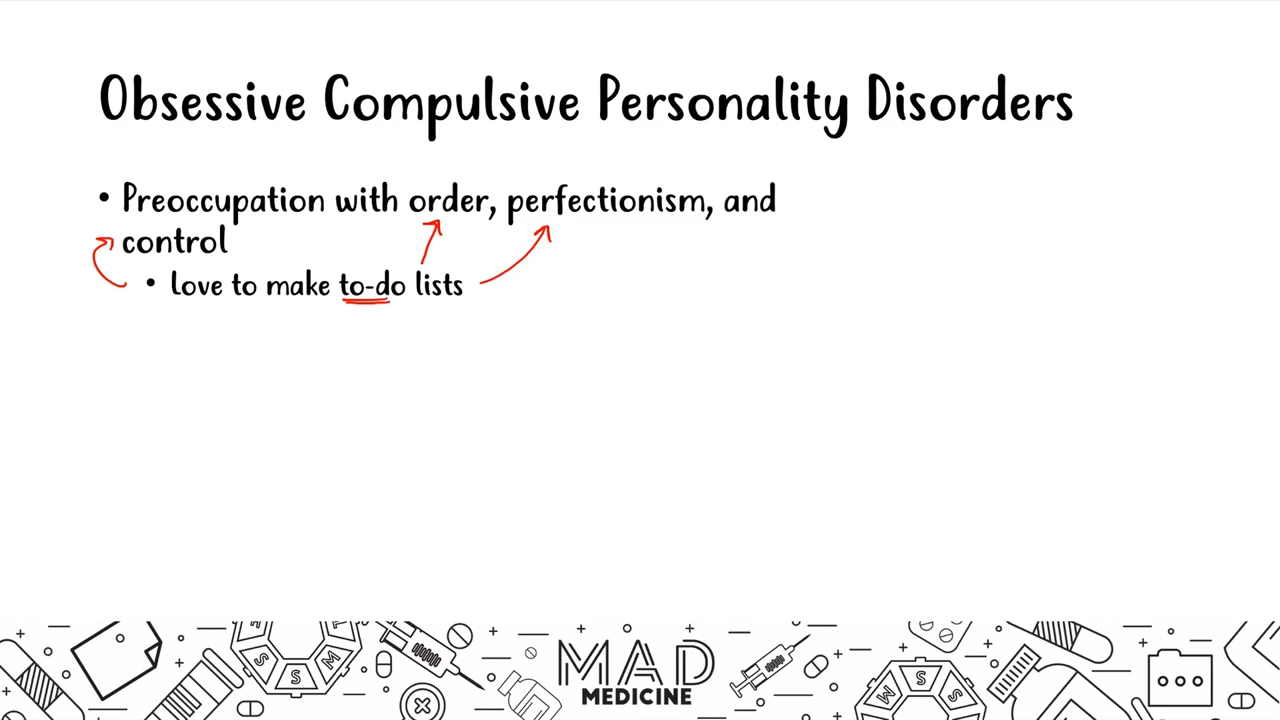 Obsessive Compulsive Personality Disorders
• Preoccupation with order, perfectionism, and
control
• Love to make to-do lists
S
M
S
M
S
S
MAD
MEDICINE